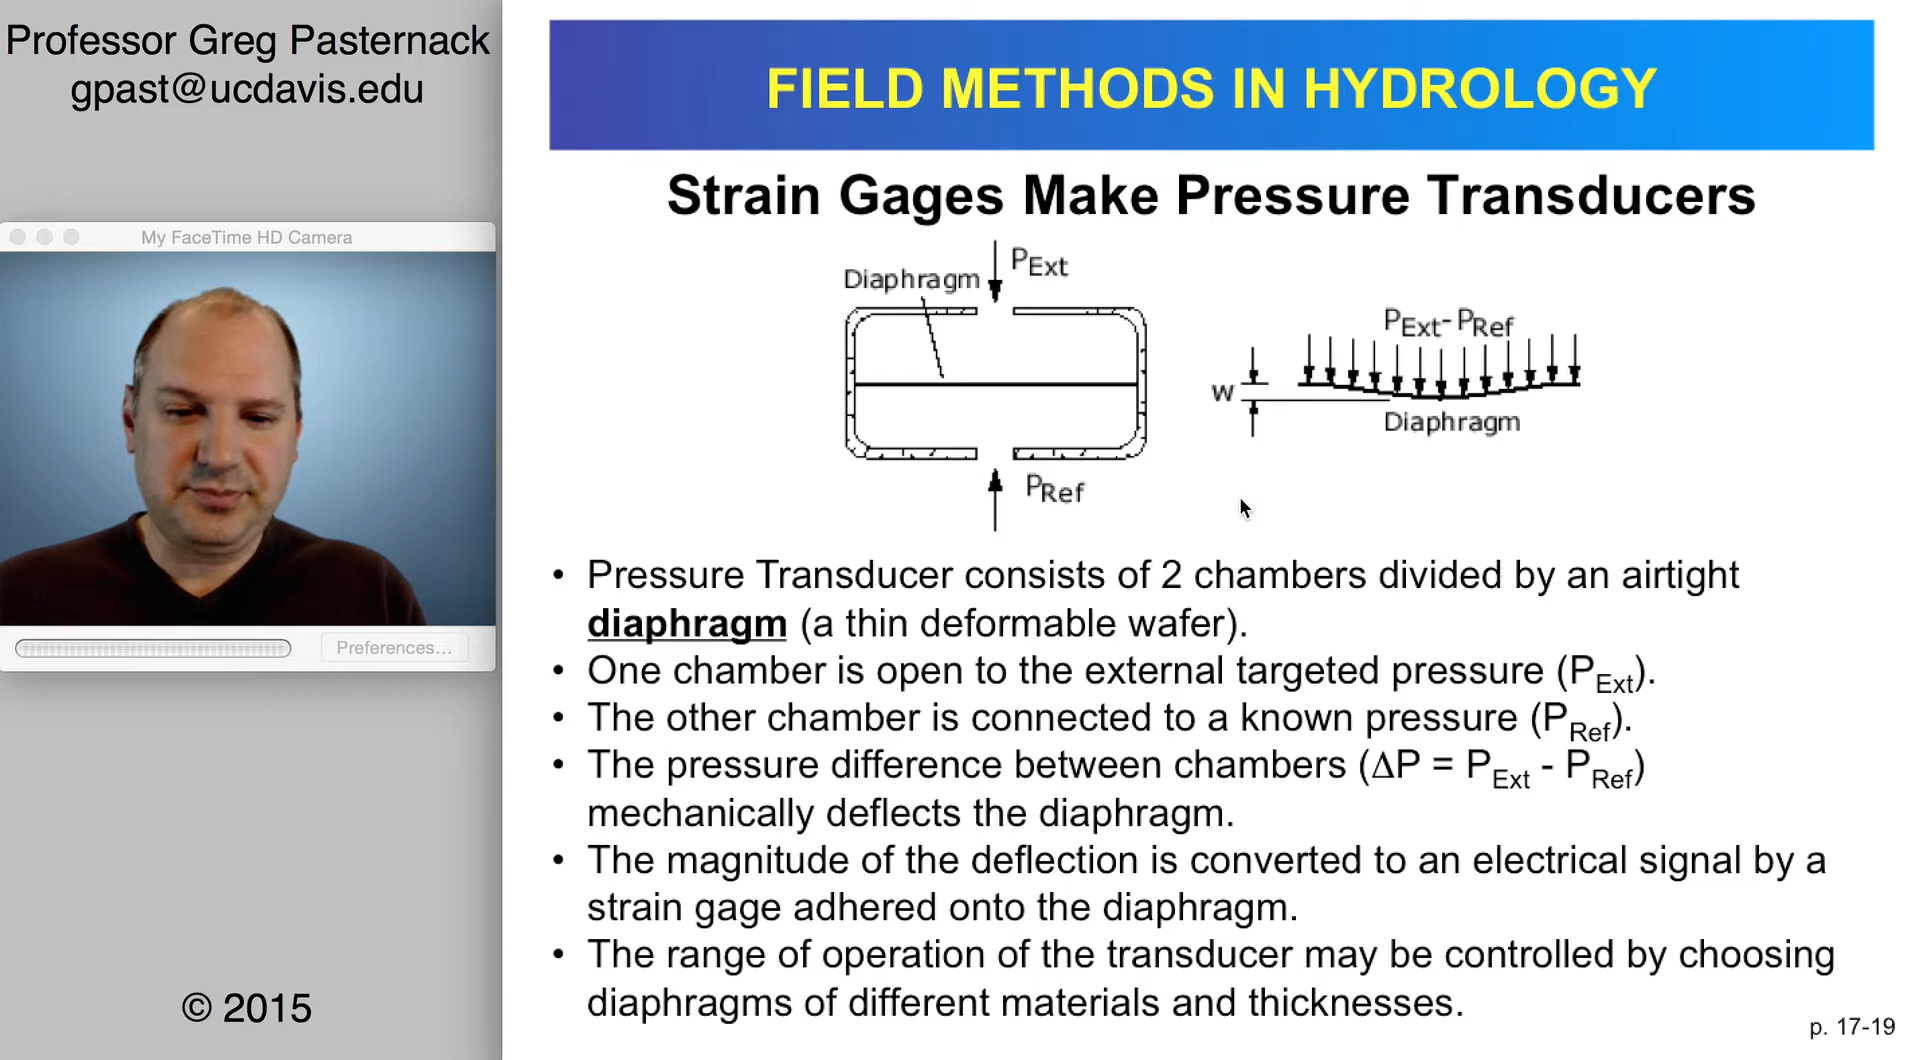 Professor Greg Pasternack
gpast@ucdavis.edu
My FaceTime HD Camera
Preferences...
© 2015
FIELD METHODS IN HYDROLOGY
Strain Gages Make Pressure Transducers
Diaphragm
PExt
PRef
PExt-PRef
w
Diaphragm
• Pressure Transducer consists of 2 chambers divided by an airtight
diaphragm (a thin deformable wafer).
• One chamber is open to the external targeted pressure (PExt).
• The other chamber is connected to a known pressure (PRef).
• The pressure difference between chambers (ΔP = PExt - PRef)
mechanically deflects the diaphragm.
• The magnitude of the deflection is converted to an electrical signal by a
strain gage adhered onto the diaphragm.
• The range of operation of the transducer may be controlled by choosing
diaphragms of different materials and thicknesses.
p. 17-19